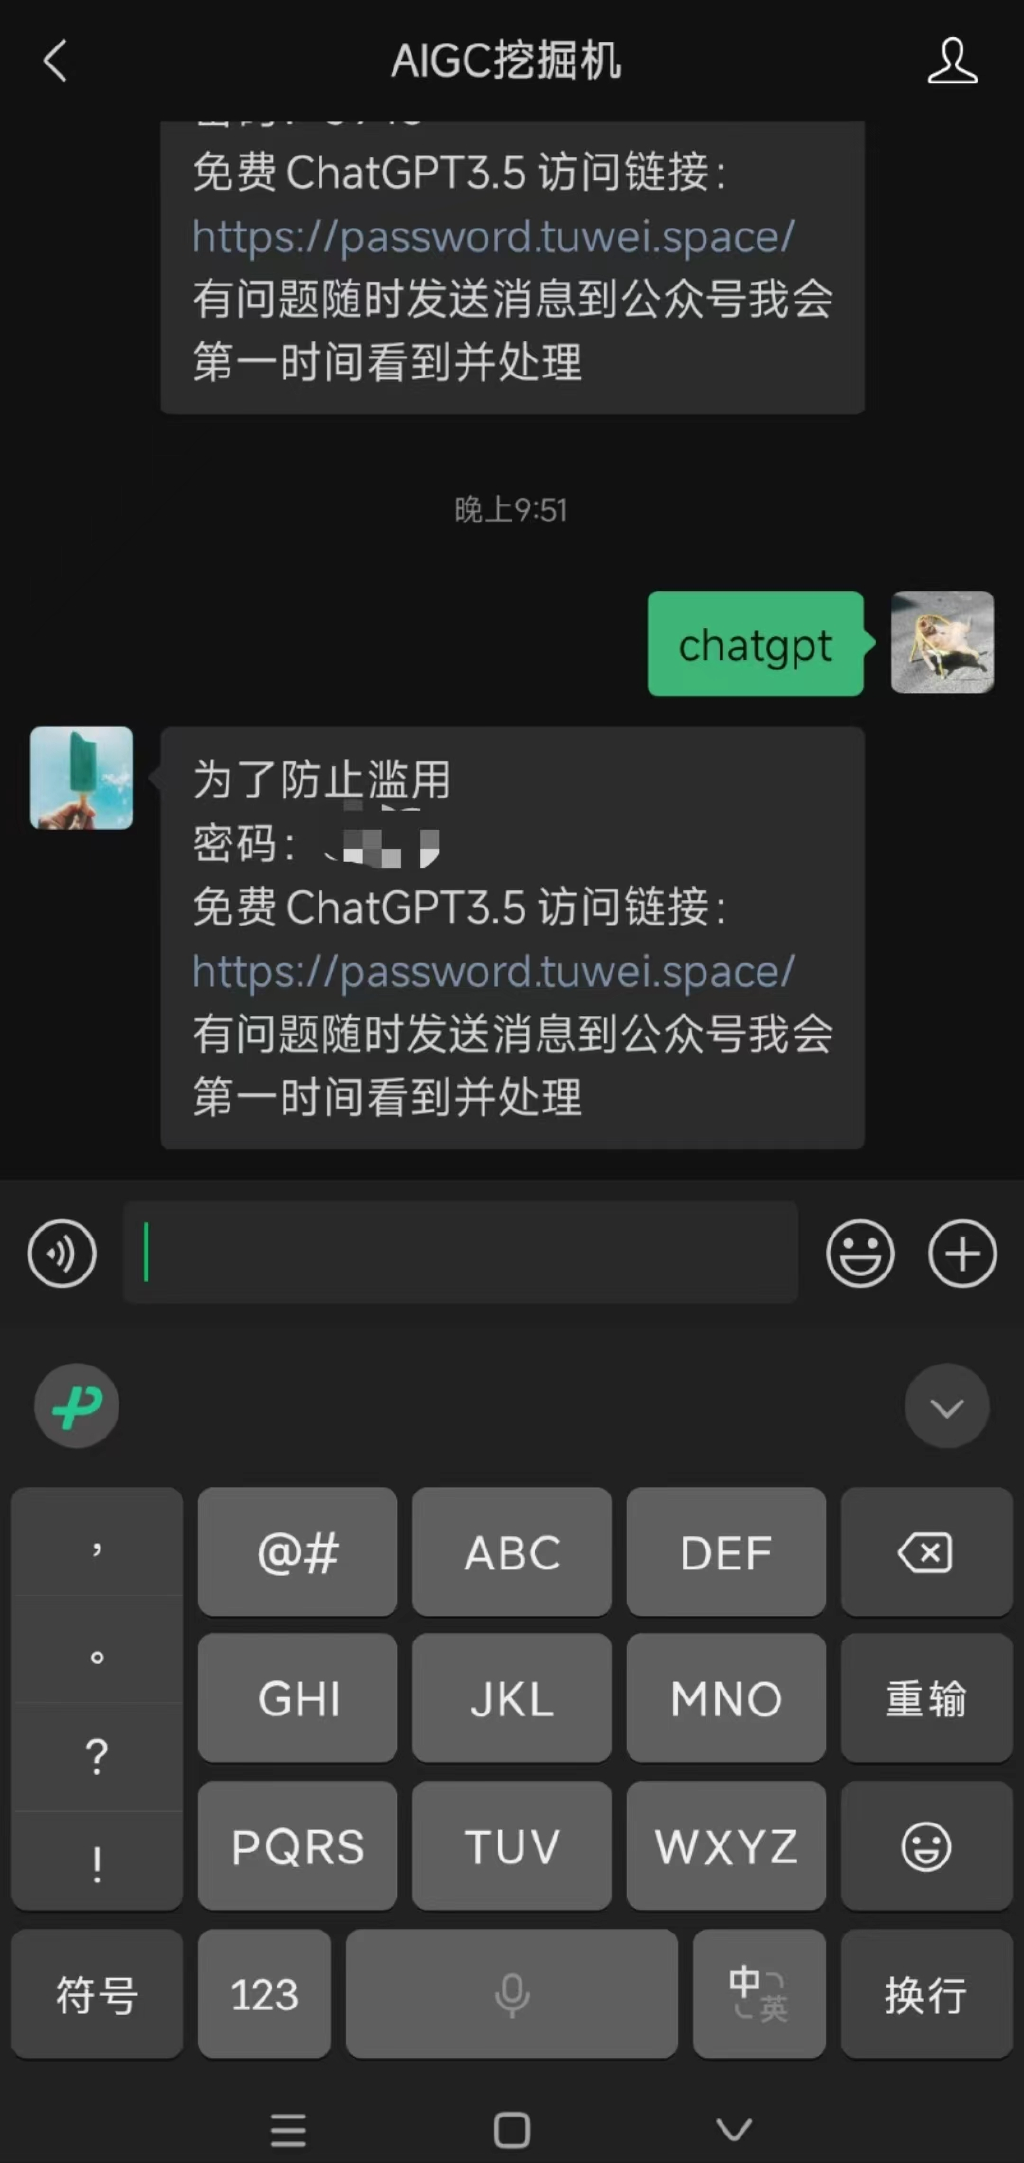 AIGC挖掘机
免费 ChatGPT3.5 访问链接：
https://password.tuwei.space/
有问题随时发送消息到公众号我会
第一时间看到并处理
晚上9:51
chatgpt
为了防止滥用
密码：
免费 ChatGPT3.5 访问链接：
https://password.tuwei.space/
有问题随时发送消息到公众号我会
第一时间看到并处理
，
@#
ABC
DEF
。
GHI
JKL
MNO
重输
？
PQRS
TUV
WXYZ
！
符号
123
中
英
换行